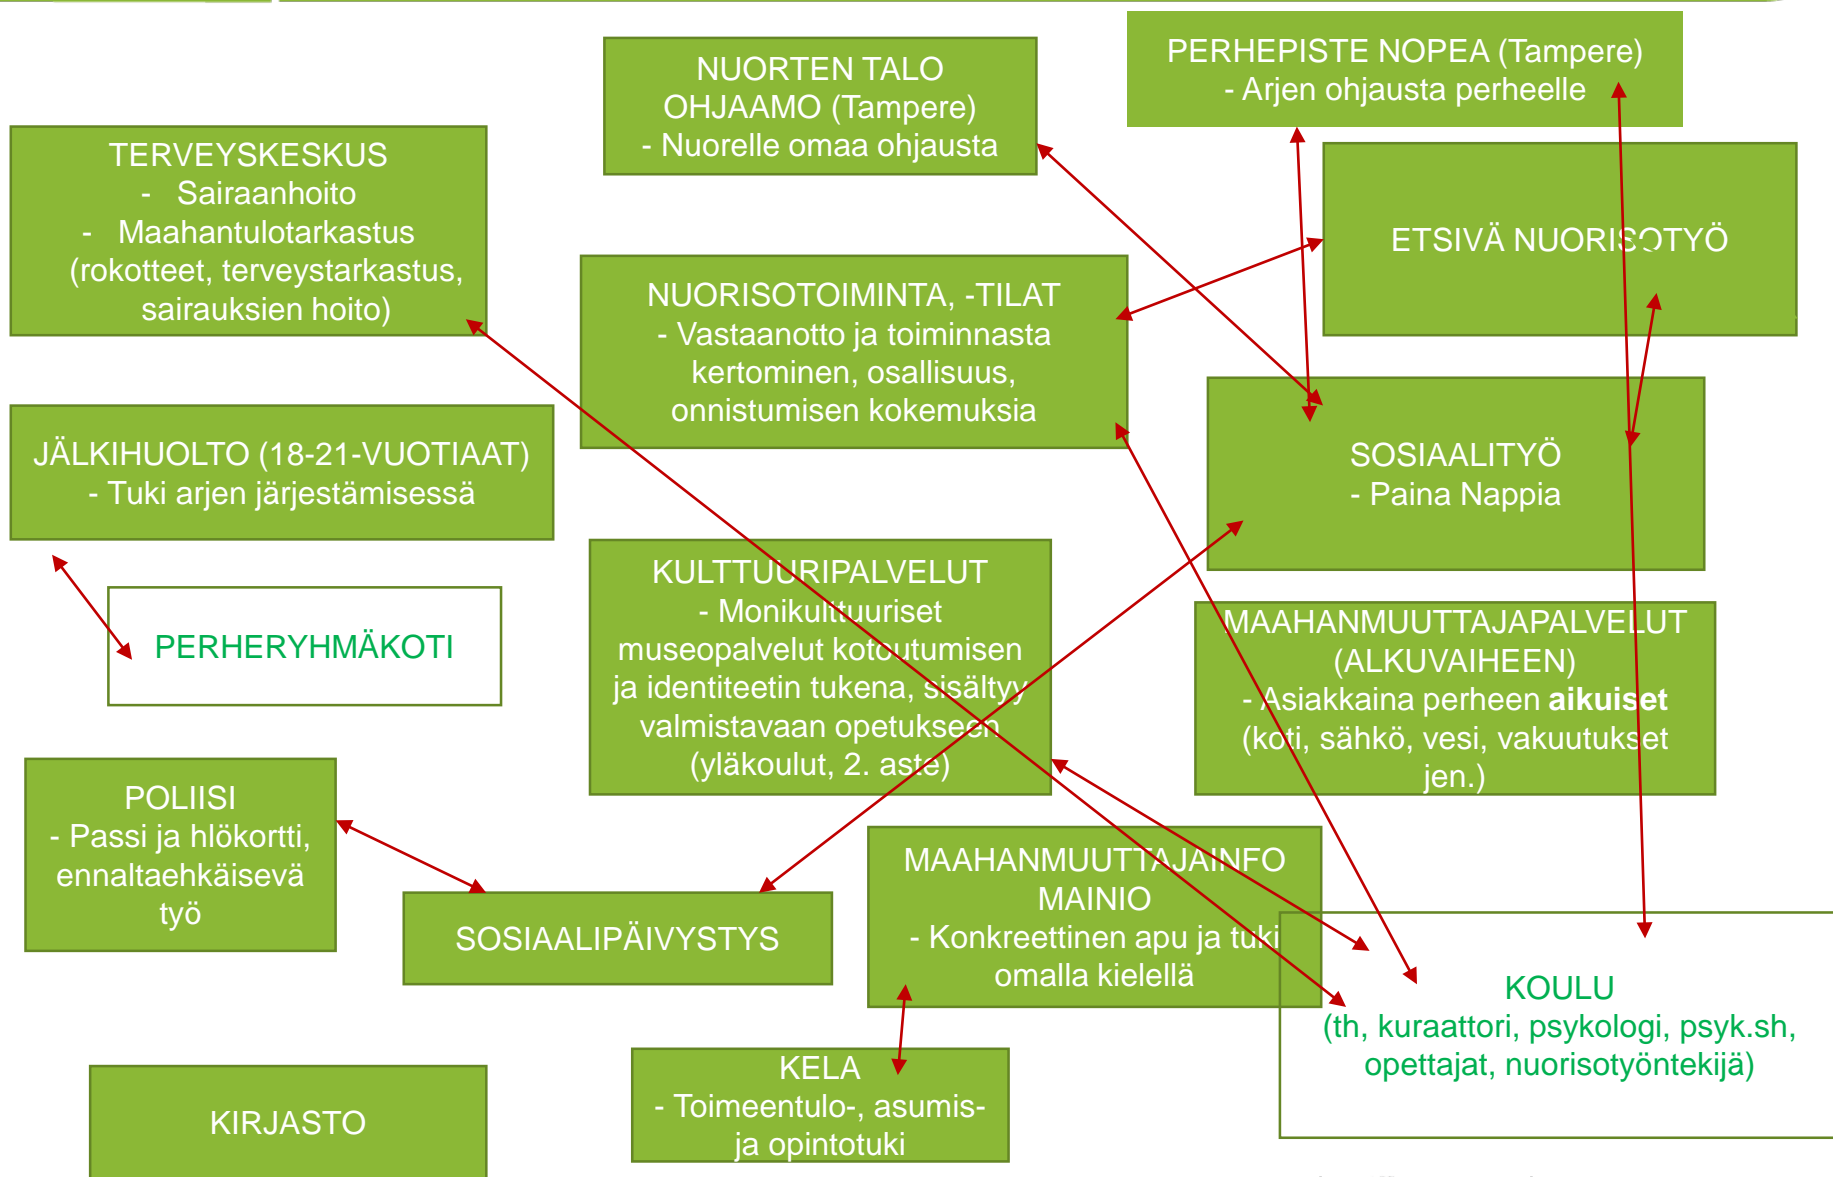 NUORTEN TALO
OHJAAMO (Tampere)
- Nuorelle omaa ohjausta
PERHEPISTE NOPEA (Tampere)
- Arjen ohjausta perheelle
TERVEYSKESKUS
- Sairaanhoito
- Maahantulotarkastus
(rokotteet, terveystarkastus,
sairauksien hoito)
ETSIVÄ NUORISOTYÖ
NUORISOTOIMINTA, -TILAT
- Vastaanotto ja toiminnasta
kertominen, osallisuus,
onnistumisen kokemuksia
JÄLKIHUOLTO (18-21-VUOTIAAT)
- Tuki arjen järjestämisessä
SOSIAALITYÖ
- Paina Nappia
PERHERYHMÄKOTI
KULTTUURIPALVELUT
- Monikulttuuriset
museopalvelut kotoutumisen
ja identiteetin tukena, sisältyy
valmistavaan opetukseen
(yläkoulut, 2. aste)
MAAHANMUUTTAJAPALVELUT
(ALKUVAIHEEN)
- Asiakkaina perheen aikuiset
(koti, sähkö, vesi, vakuutukset
jen.)
POLIISI
- Passi ja hlökortti,
ennaltaehkäisevä
työ
SOSIAALIPÄIVYSTYS
MAAHANMUUTTAJAINFO
MAINIO
- Konkreettinen apu ja tuki
omalla kielellä
KOULU
(th, kuraattori, psykologi, psyk.sh,
opettajat, nuorisotyöntekijä)
KELA
- Toimeentulo-, asumis-
ja opintotuki
KIRJASTO